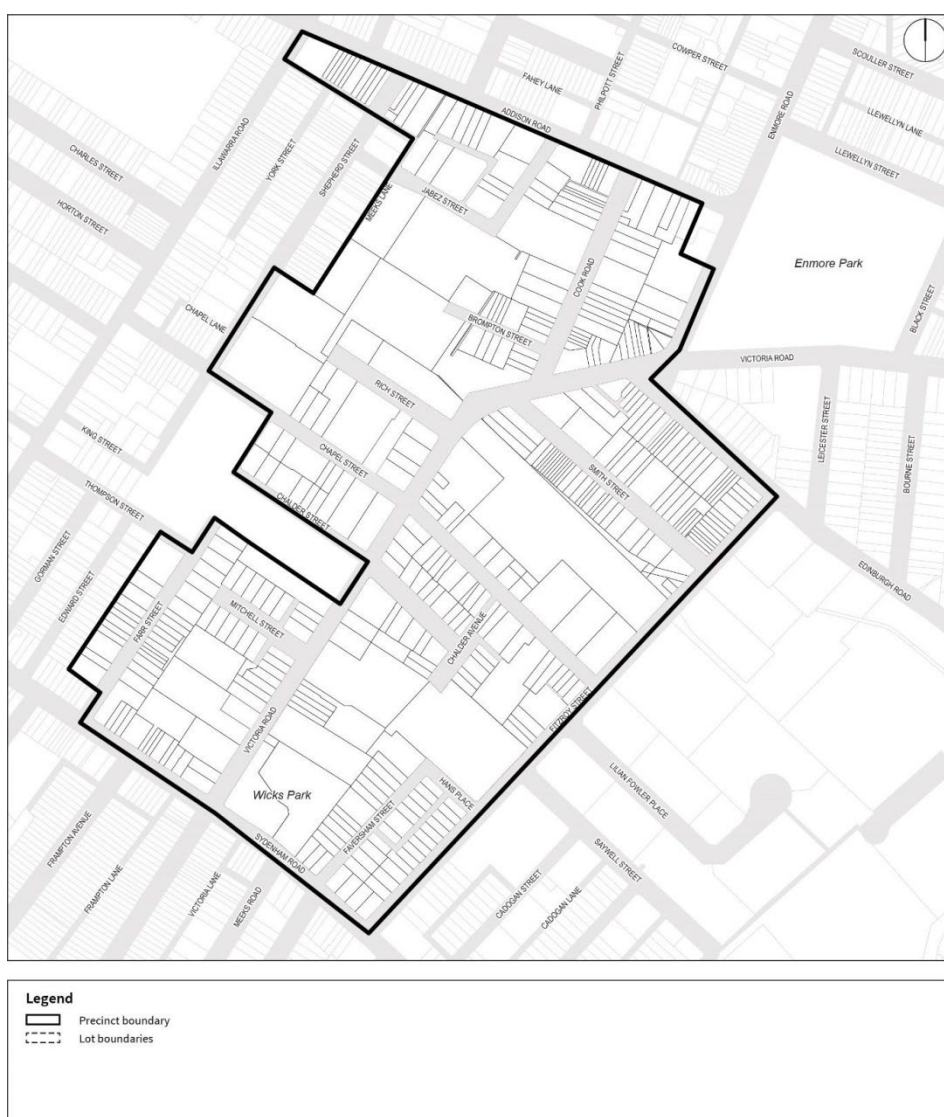 SCOULLER STREET
COWPER STREET
PHILPOTT STREET
FAHEY LANE
ENMORE ROAD
LLEWELLYN LANE
ADDISON ROAD
LLEWELLYN STREET
ILLAWARRA ROAD
YORK STREET
SHEPHERD STREET
CHARLES STREET
MEEKS LANE
JABEZ STREET
HORTON STREET
COOK ROAD
Enmore Park
BLACK STREET
CHAPEL LANE
BROMPTON STREET
VICTORIA ROAD
RICH STREET
LEICESTER STREET
BOURNE STREET
KING STREET
CHAPEL STREET
SMITH STREET
THOMPSON STREET
CHALDER STREET
GORMAN STREET
EDWARD STREET
EDINBURGH ROAD
FARR STREET
MITCHELL STREET
CHALDER AVENUE
VICTORIA ROAD
FITZROY STREET
Wicks Park
HANS PLACE
LILIAN FOWLER PLACE
FAVERSHAM STREET
SYDENHAM ROAD
SAYWELL STREET
FRAMPTON AVENUE
FRAMPTON LANE
VICTORIA LANE
MEEKS ROAD
CADOGAN STREET
CADOGAN LANE
Legend
Precinct boundary
Lot boundaries